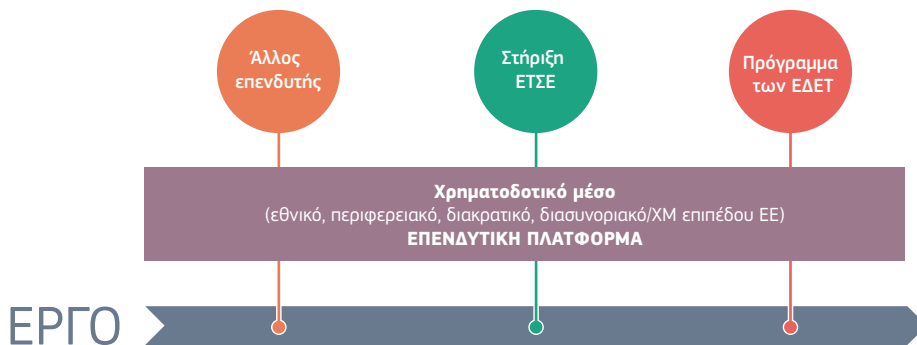 Άλλος
επενδυτής
Στήριξη
ΕΤΣΕ
Πρόγραμμα
των ΕΔΕΤ
Χρηματοδοτικό μέσο
(εθνικό, περιφερειακό, διακρατικό, διασυνοριακό/ΧΜ επιπέδου ΕΕ)
ΕΠΕΝΔΥΤΙΚΗ ΠΛΑΤΦΟΡΜΑ
ΕΡΓΟ